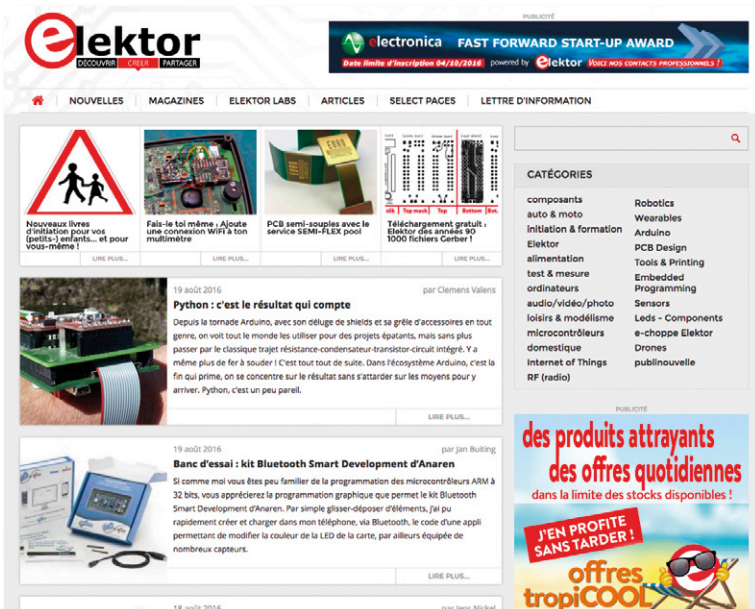 elektor
DÉCOUVRIR CRÉER PARTAGER
PUBLICITÉ
electronica FAST FORWARD START-UP AWARD
Date limite d'inscription 04/10/2016 powered by elektor VOICI NOS CONTACTS PROFESSIONNELS !
NOUVELLES MAGAZINES ELEKTOR LABS ARTICLES SELECT PAGES LETTRE D'INFORMATION
Nouveaux livres
d'initiation pour vos
(petits-) enfants... et pour
vous-même !
LIRE PLUS...
EURO
Fais-le toi même : Ajoute
une connexion WiFi à ton
multimètre
LIRE PLUS...
PCB semi-souples avec le
service SEMI-FLEX pool
LIRE PLUS...
silk Top mask Top Bottom Bot.
Téléchargement gratuit :
Elektor des années 90
1000 fichiers Gerber !
LIRE PLUS...
19 août 2016 par Clemens Valens
Python : c'est le résultat qui compte
Depuis la tornade Arduino, avec son déluge de shields et sa grêle d'accessoires en tout
genre, on voit tout le monde les utiliser pour des projets épatants, mais sans plus
passer par le classique trajet résistance-condensateur-transistor-circuit intégré. Y a
même plus de fer à souder ! C'est tout tout de suite. Dans l'écosystème Arduino, c'est la
fin qui prime, on se concentre sur le résultat sans s'attarder sur les moyens pour y
arriver. Python, c'est un peu pareil.
LIRE PLUS...
19 août 2016 par Jan Buiting
Banc d'essai : kit Bluetooth Smart Development d'Anaren
Si comme moi vous êtes peu familier de la programmation des microcontrôleurs ARM à
32 bits, vous apprécierez la programmation graphique que permet le kit Bluetooth
Smart Development d'Anaren. Par simple glisser-déposer d'éléments, j'ai pu
rapidement créer et charger dans mon téléphone, via Bluetooth, le code d'une appli
permettant de modifier la couleur de la LED de la carte, par ailleurs équipée de
nombreux capteurs.
LIRE PLUS...
19 août 2016 par Jens Nickel
CATÉGORIES
composants
auto & moto
initiation & formation
Elektor
alimentation
test & mesure
ordinateurs
audio/vidéo/photo
loisirs & modélisme
microcontrôleurs
domestique
Internet of Things
RF (radio)
Robotics
Wearables
Arduino
PCB Design
Tools & Printing
Embedded
Programming
Sensors
Leds - Components
e-choppe Elektor
Drones
publinouvelle
PUBLICITÉ
des produits attrayants
des offres quotidiennes
dans la limite des stocks disponibles !
J'EN PROFITE
SANS TARDER !
offres
tropiCOOL